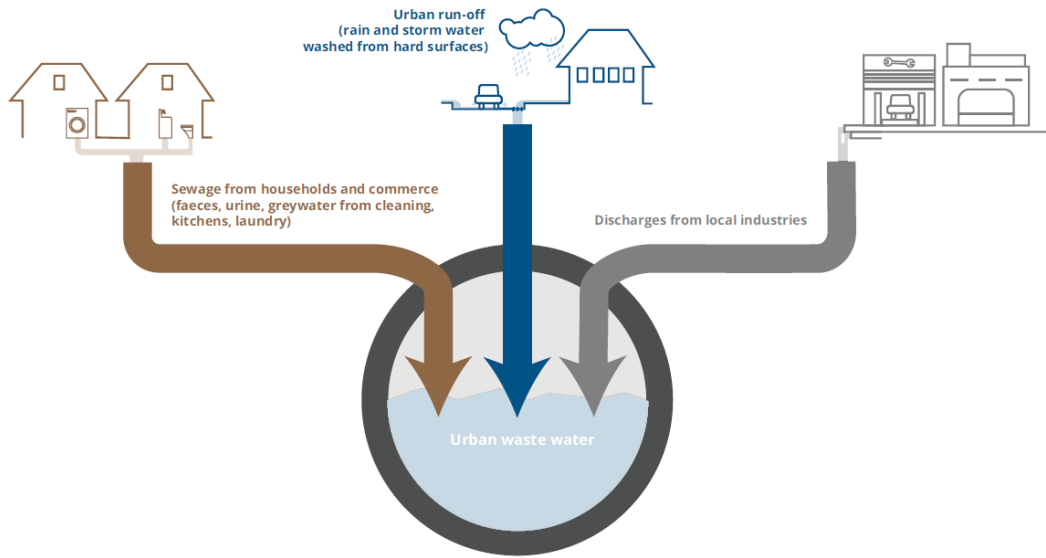 Urban run-off
(rain and storm water
washed from hard surfaces)
Sewage from households and commerce
(faeces, urine, greywater from cleaning,
kitchens, laundry)
Discharges from local industries
Urban waste water